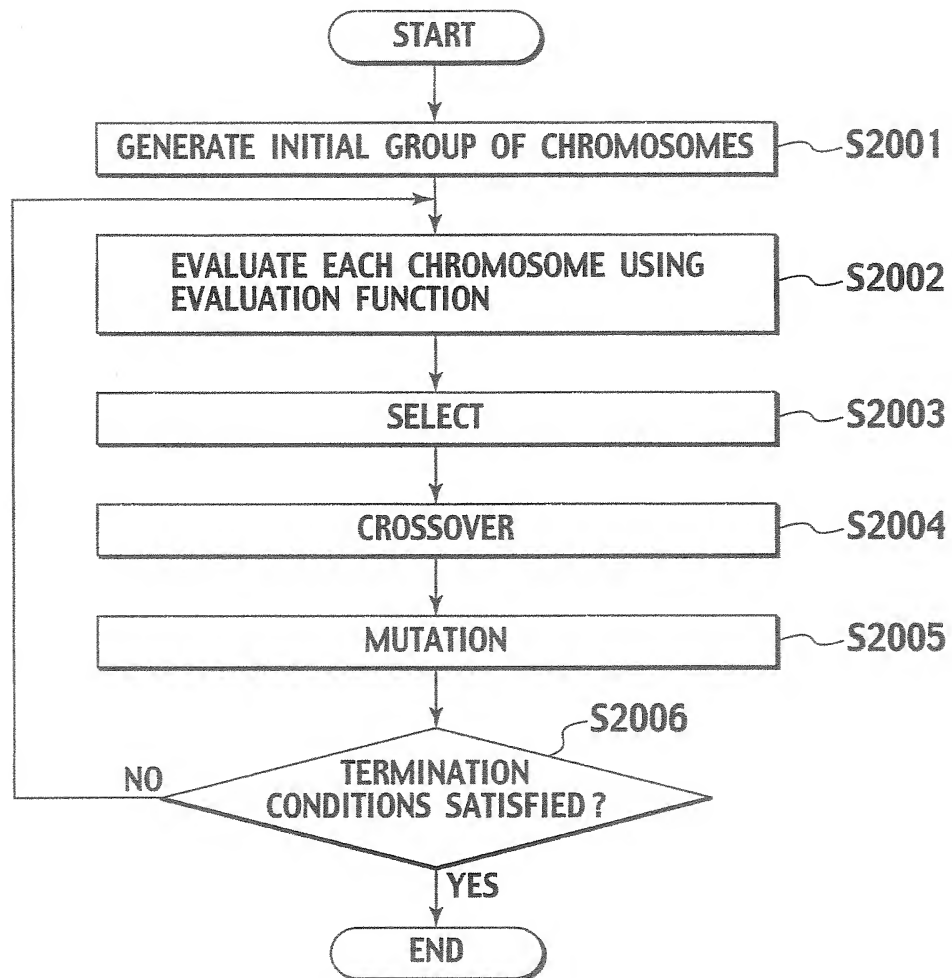 START
GENERATE INITIAL GROUP OF CHROMOSOMES
S2001
EVALUATE EACH CHROMOSOME USING
EVALUATION FUNCTION
S2002
SELECT
S2003
CROSSOVER
S2004
MUTATION
S2005
S2006
TERMINATION
CONDITIONS SATISFIED?
NO
YES
END